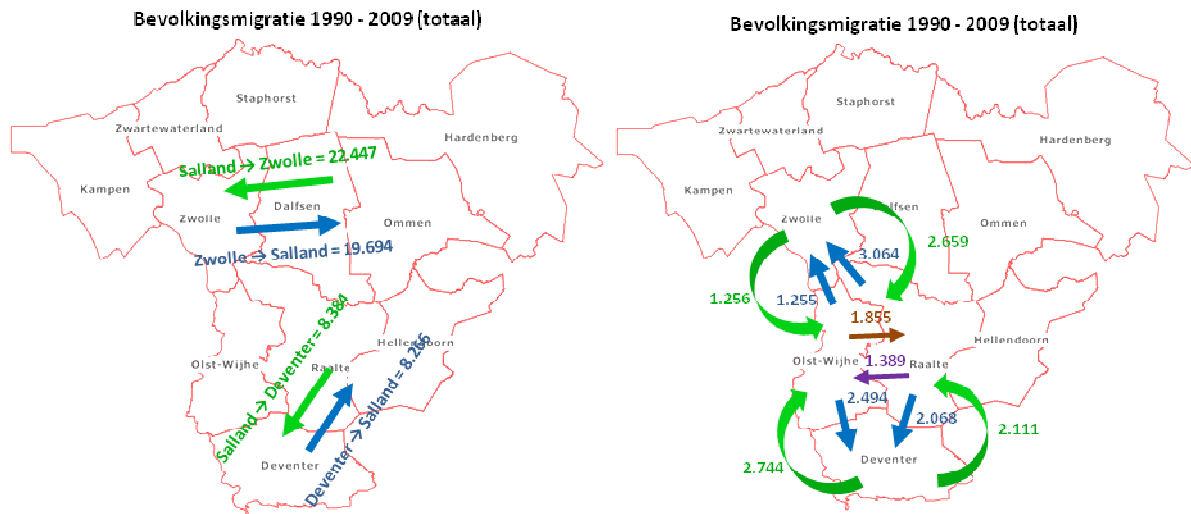 Bevolkingsmigratie 1990 - 2009 (totaal)
Staphorst
Zwartewaterland
Hardenberg
Salland → Zwolle = 22.447
Kampen
Zwolle
Dalfsen
Ommen
Zwolle → Salland = 19.694
Salland → Deventer = 8.384
Hellendoorn
Olst-Wijhe
Raalte
Deventer → Salland = 8.266
Deventer
Bevolkingsmigratie 1990 - 2009 (totaal)
Staphorst
Zwartewaterland
Hardenberg
Kampen
Zwolle
lfsen
Ommen
2.659
3.064
1.256
1.255
1.855
Hellendoorn
Olst-Wijhe
1.389
Raalte
2.494
2.068
2.111
Deventer
2.744